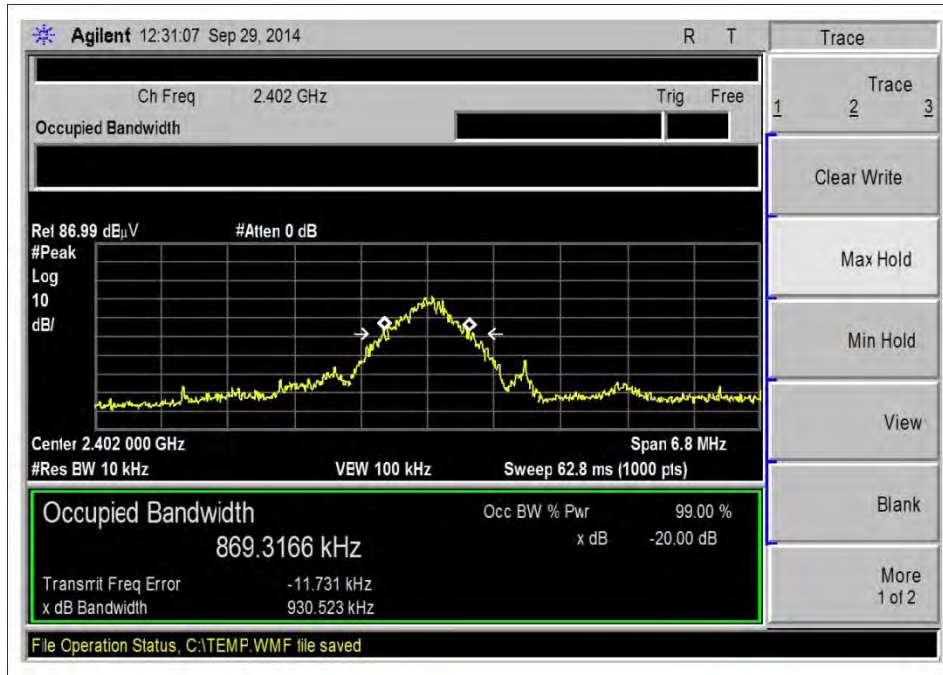 Agilent 12:31:07 Sep 29, 2014 R T
Trace
Ch Freq 2.402 GHz Trig Free
Occupied Bandwidth
Trace
1 2 3
Clear Write
Max Hold
Min Hold
View
Blank
More
1 of 2
Ref 86.99 dBµV #Atten 0 dB
#Peak
Log
10
dB/
Center 2.402 000 GHz Span 6.8 MHz
#Res BW 10 kHz VBW 100 kHz Sweep 62.8 ms (1000 pts)
Occupied Bandwidth
869.3166 kHz
Occ BW % Pwr 99.00 %
x dB -20.00 dB
Transmit Freq Error -11.731 kHz
x dB Bandwidth 930.523 kHz
File Operation Status, C:\TEMP.WMF file saved